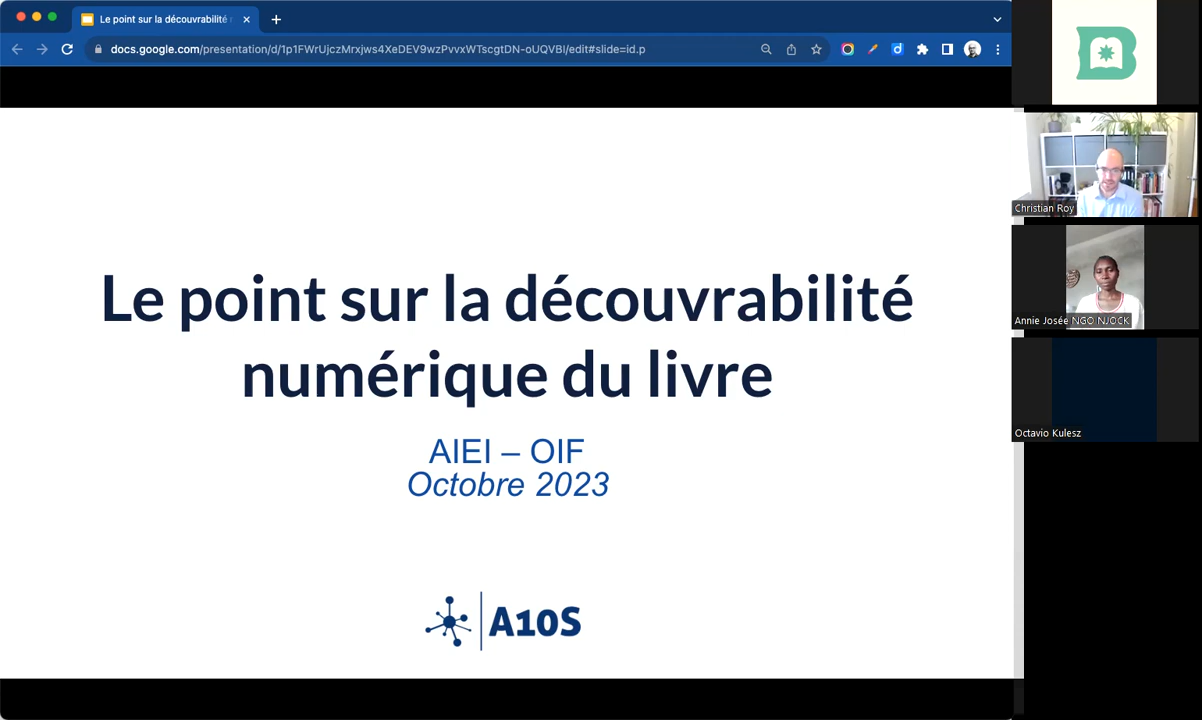 Le point sur la découvrabilité n
docs.google.com/presentation/d/1p1FWrUjczMrxjws4XeDEV9wzPvvxWTscgtDN-oUQVBI/edit#slide=id.p
Le point sur la découvrabilité
numérique du livre
AIEI – OIF
Octobre 2023
A10S
Christian Roy
Annie Josée NGO NJOCK
Octavio Kulesz